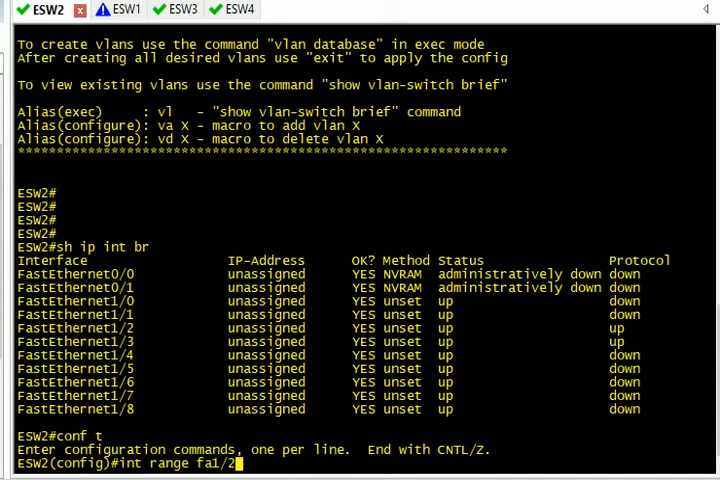 ESW2 ESW1 ESW3 ESW4
To create vlans use the command "vlan database" in exec mode
After creating all desired vlans use "exit" to apply the config
To view existing vlans use the command "show vlan-switch brief"
Alias(exec)     : vl   - "show vlan-switch brief" command
Alias(configure): va X - macro to add vlan X
Alias(configure): vd X - macro to delete vlan X
***************************************************************
ESW2#
ESW2#
ESW2#
ESW2#
ESW2#sh ip int br
Interface                  IP-Address      OK? Method Status                Protocol
FastEthernet0/0            unassigned      YES NVRAM  administratively down down
FastEthernet0/1            unassigned      YES NVRAM  administratively down down
FastEthernet1/0            unassigned      YES unset  up                    down
FastEthernet1/1            unassigned      YES unset  up                    down
FastEthernet1/2            unassigned      YES unset  up                    up
FastEthernet1/3            unassigned      YES unset  up                    up
FastEthernet1/4            unassigned      YES unset  up                    down
FastEthernet1/5            unassigned      YES unset  up                    down
FastEthernet1/6            unassigned      YES unset  up                    down
FastEthernet1/7            unassigned      YES unset  up                    down
FastEthernet1/8            unassigned      YES unset  up                    down
ESW2#conf t
Enter configuration commands, one per line.  End with CNTL/Z.
ESW2(config)#int range fa1/2